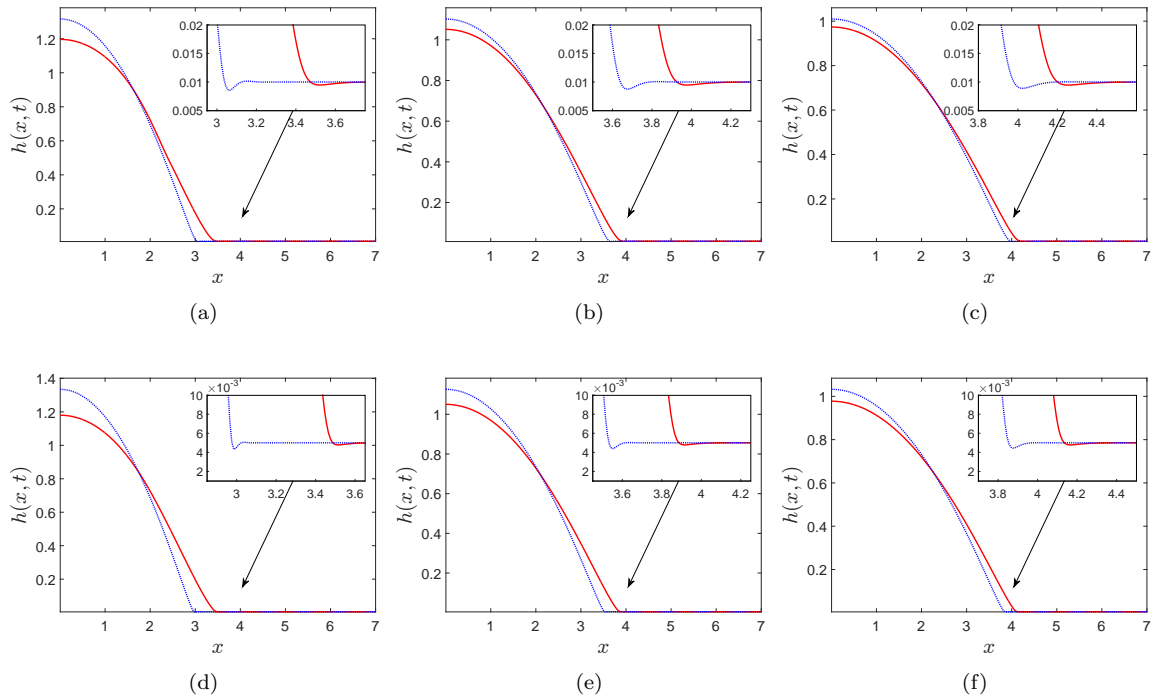 0.02
0.015
0.01
0.005
3 3.2 3.4 3.6
1.2
1
0.8
0.6
0.4
0.2
h(x, t)
1 2 3 4 5 6 7
x
(a)
0.02
0.015
0.01
0.005
3.6 3.8 4 4.2
1
0.8
0.6
0.4
0.2
h(x, t)
1 2 3 4 5 6 7
x
(b)
0.02
0.015
0.01
0.005
3.8 4 4.2 4.4
1
0.8
0.6
0.4
0.2
h(x, t)
1 2 3 4 5 6 7
x
(c)
×10⁻³
10
8
6
4
2
3 3.2 3.4 3.6
1.4
1.2
1
0.8
0.6
0.4
0.2
h(x, t)
1 2 3 4 5 6 7
x
(d)
×10⁻³
10
8
6
4
2
3.6 3.8 4 4.2
1
0.8
0.6
0.4
0.2
h(x, t)
1 2 3 4 5 6 7
x
(e)
×10⁻³
10
8
6
4
2
3.8 4 4.2 4.4
1
0.8
0.6
0.4
0.2
h(x, t)
1 2 3 4 5 6 7
x
(f)